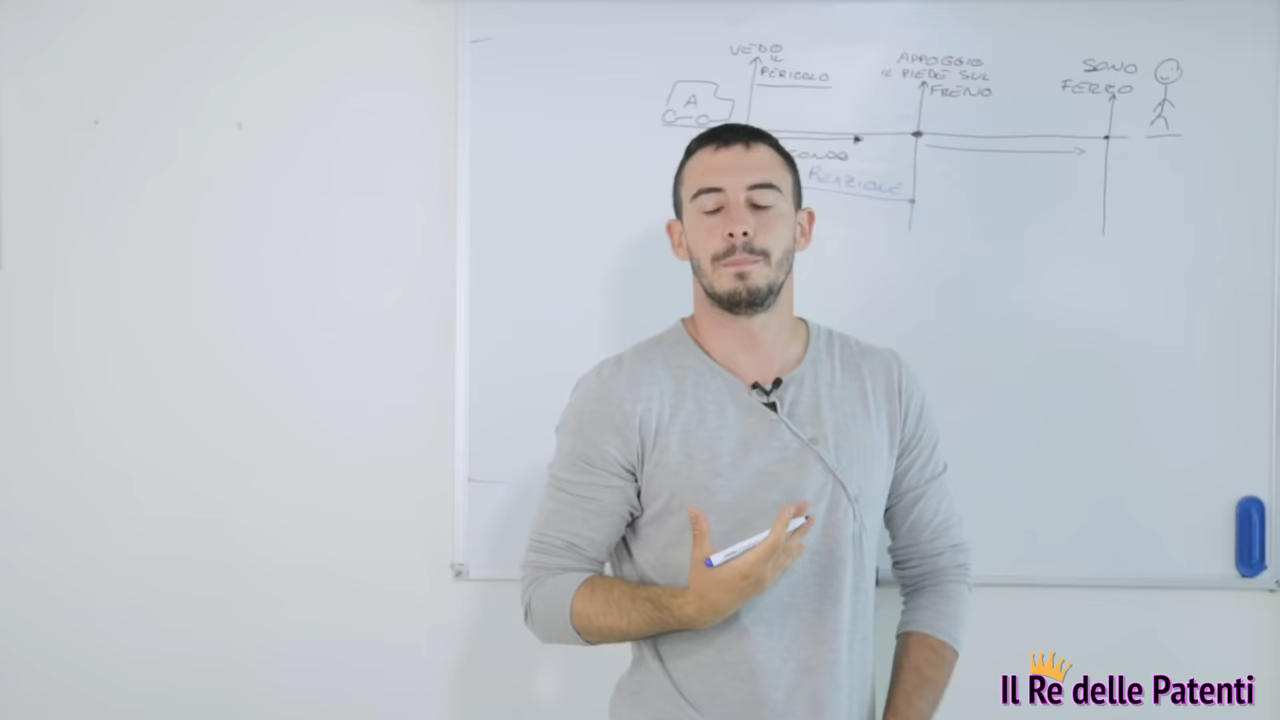 VEDO
IL
PERICOLO
A
APPOGGIO
IL PIEDE SUL
FRENO
SONO
FERMO
REAZIONE
Il Re delle Patenti